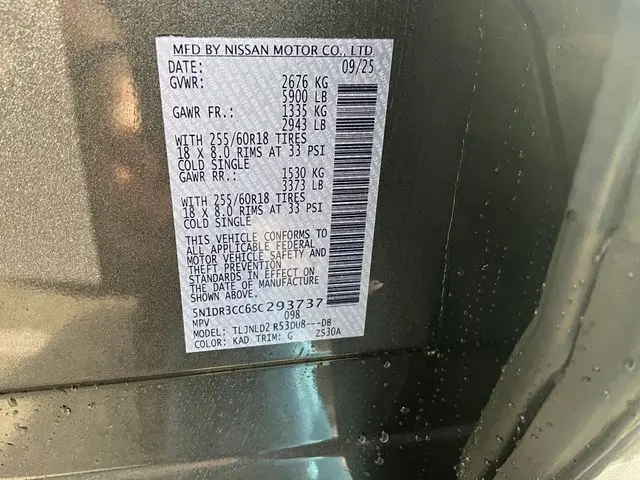 MFD BY NISSAN MOTOR CO., LTD.
DATE: 09/25
GVWR: 2676 KG
5900 LB
GAWR FR.: 1335 KG
2943 LB
WITH 255/60R18 TIRES
18 X 8.0 RIMS AT 33 PSI
COLD SINGLE
GAWR RR.: 1530 KG
3373 LB
WITH 255/60R18 TIRES
18 X 8.0 RIMS AT 33 PSI
COLD SINGLE
THIS VEHICLE CONFORMS TO
ALL APPLICABLE FEDERAL
MOTOR VEHICLE SAFETY AND
THEFT PREVENTION
STANDARDS IN EFFECT ON
THE DATE OF MANUFACTURE
SHOWN ABOVE.
5N1DR3CC6SC293737
MPV 098
MODEL: TLJNLD2 R53DU8---DB
COLOR: KAD TRIM: G ZS30A